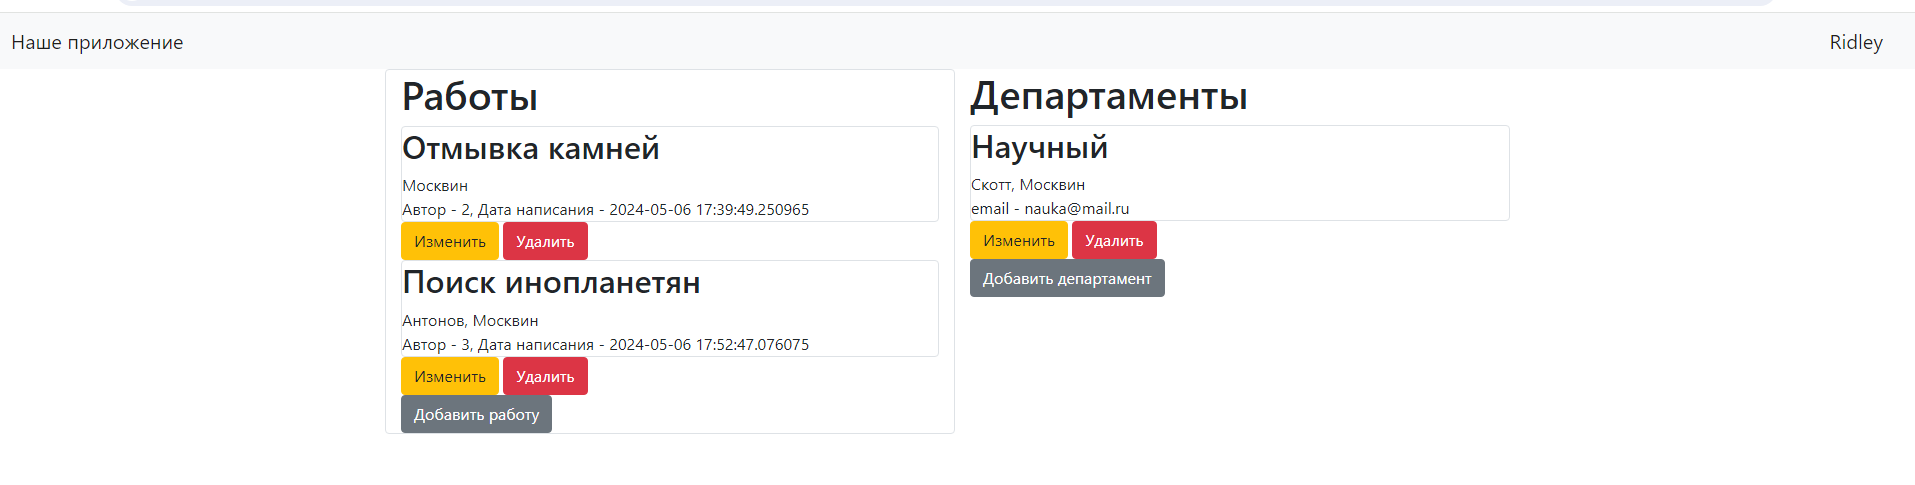 Наше приложение
Ridley
Работы
Отмывка камней
Москвин
Автор - 2, Дата написания - 2024-05-06 17:39:49.250965
Изменить Удалить
Поиск инопланетян
Антонов, Москвин
Автор - 3, Дата написания - 2024-05-06 17:52:47.076075
Изменить Удалить
Добавить работу
Департаменты
Научный
Скотт, Москвин
email - nauka@mail.ru
Изменить Удалить
Добавить департамент